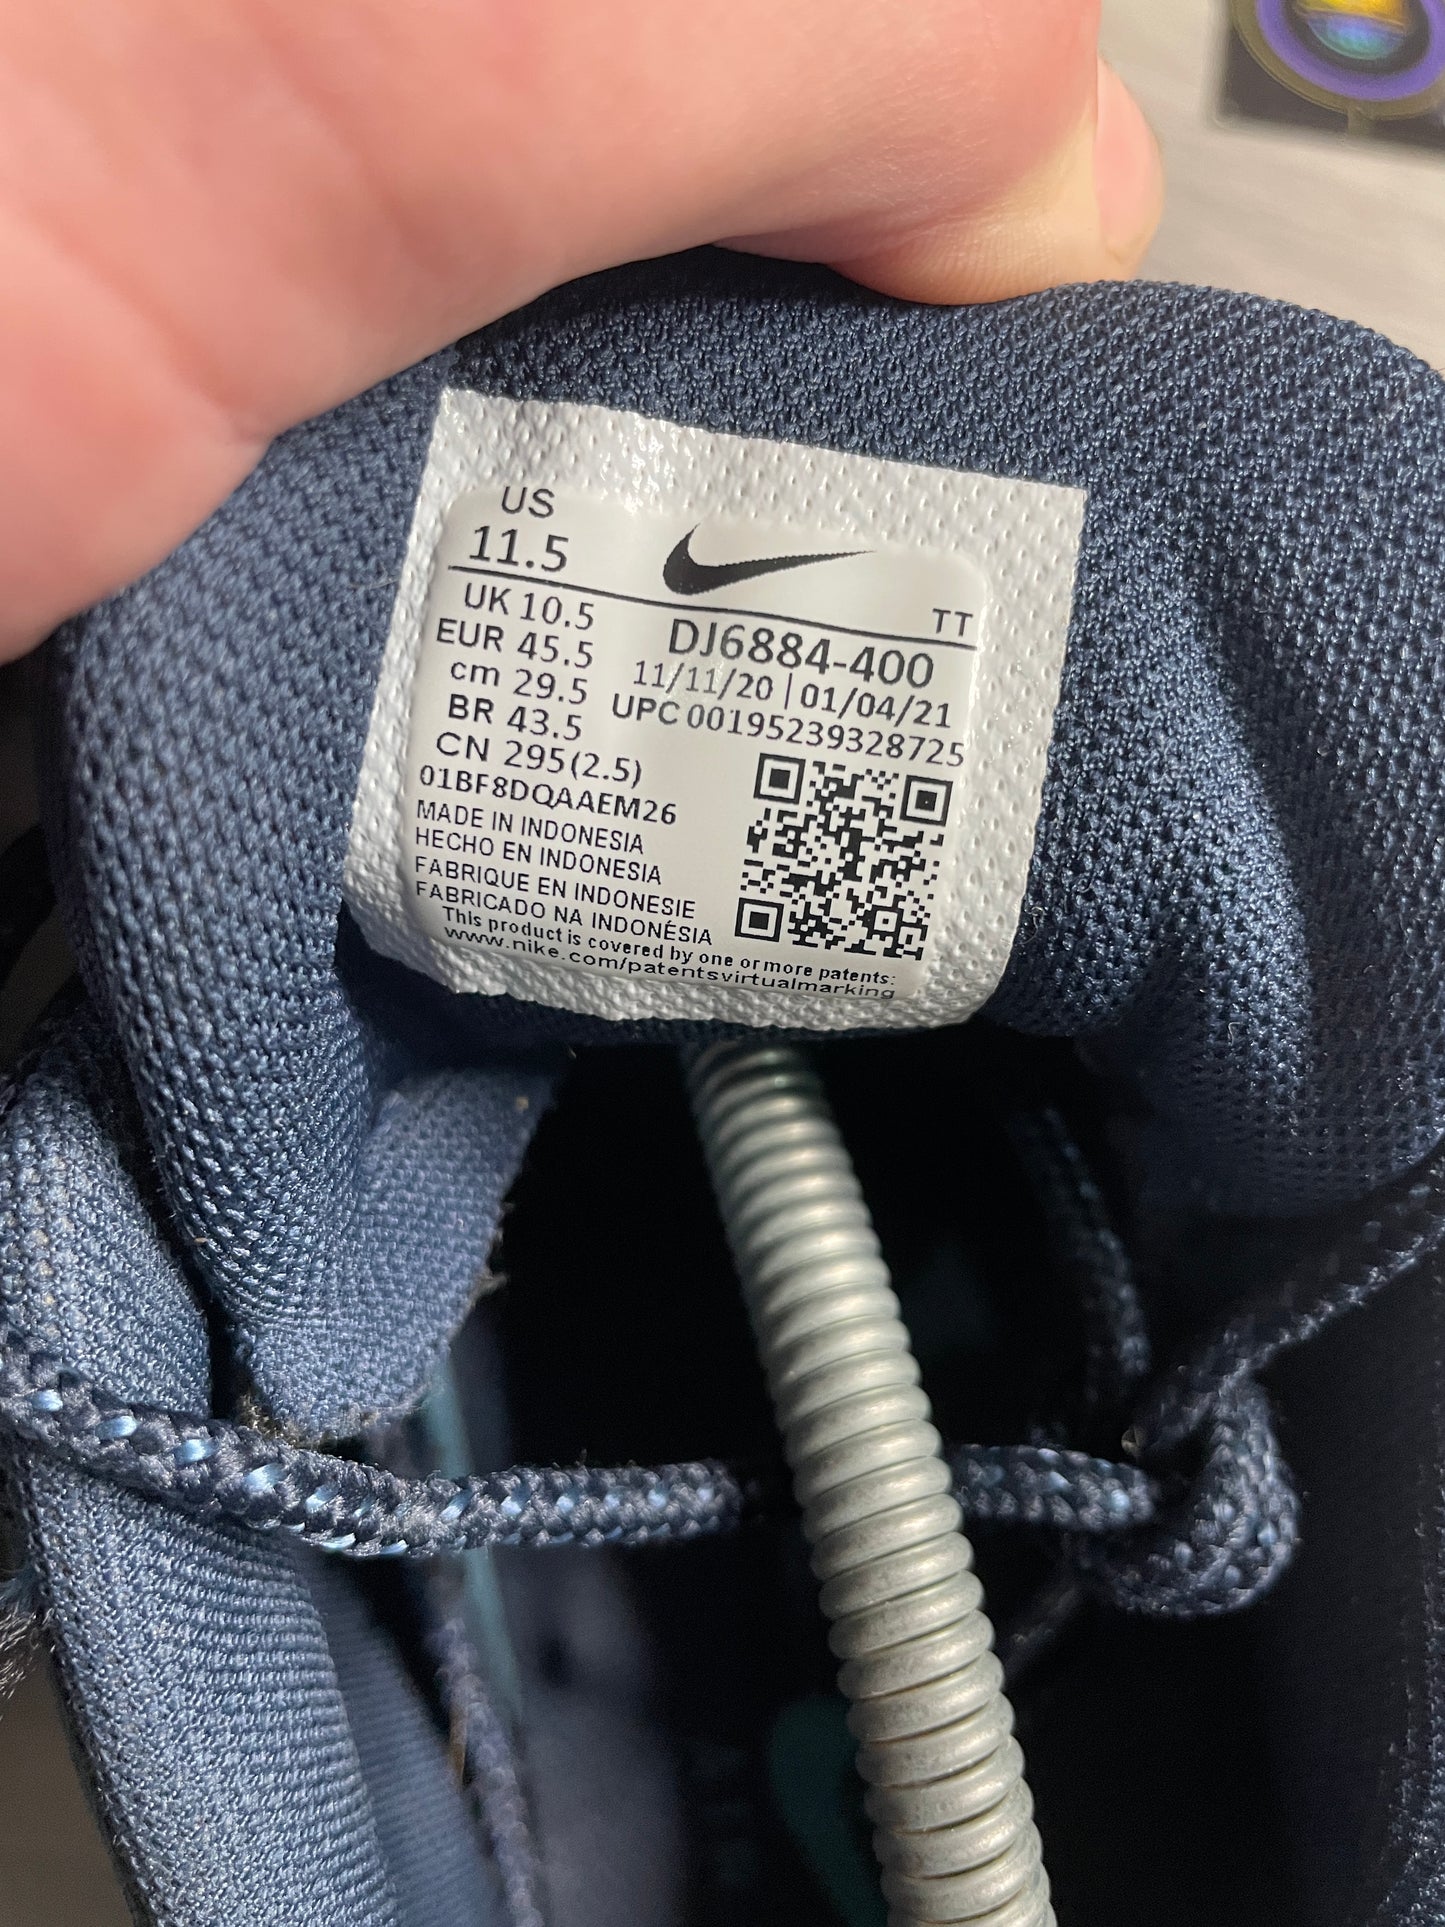 US
11.5
TT
UK 10.5
EUR 45.5
cm 29.5
BR 43.5
CN 295(2.5)
DJ6884-400
11/11/20 | 01/04/21
UPC 00195239328725
01BF8DQAAEM26
MADE IN INDONESIA
HECHO EN INDONESIA
FABRIQUE EN INDONESIE
FABRICADO NA INDONÉSIA
This product is covered by one or more patents:
www.nike.com/patentsvirtualmarking